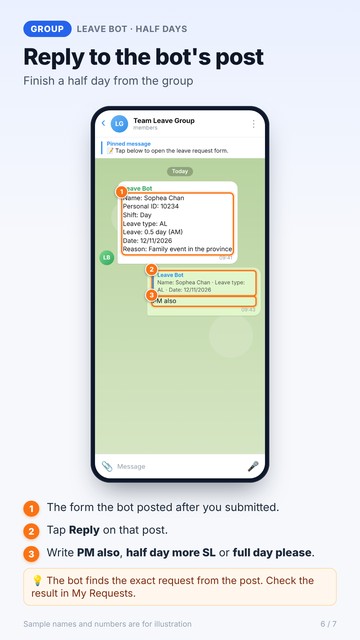 GROUP LEAVE BOT · HALF DAYS
Reply to the bot's post
Finish a half day from the group
LG
Team Leave Group
members
Pinned message
📝 Tap below to open the leave request form.
Today
1
Leave Bot
Name: Sophea Chan
Personal ID: 10234
Shift: Day
Leave type: AL
Leave: 0.5 day (AM)
Date: 12/11/2026
Reason: Family event in the province
LB
2
Leave Bot
Name: Sophea Chan · Leave type:
AL · Date: 12/11/2026
3
M also
Message
1 The form the bot posted after you submitted.
2 Tap Reply on that post.
3 Write PM also, half day more SL or full day please.
💡 The bot finds the exact request from the post. Check the
result in My Requests.
Sample names and numbers are for illustration
6 / 7